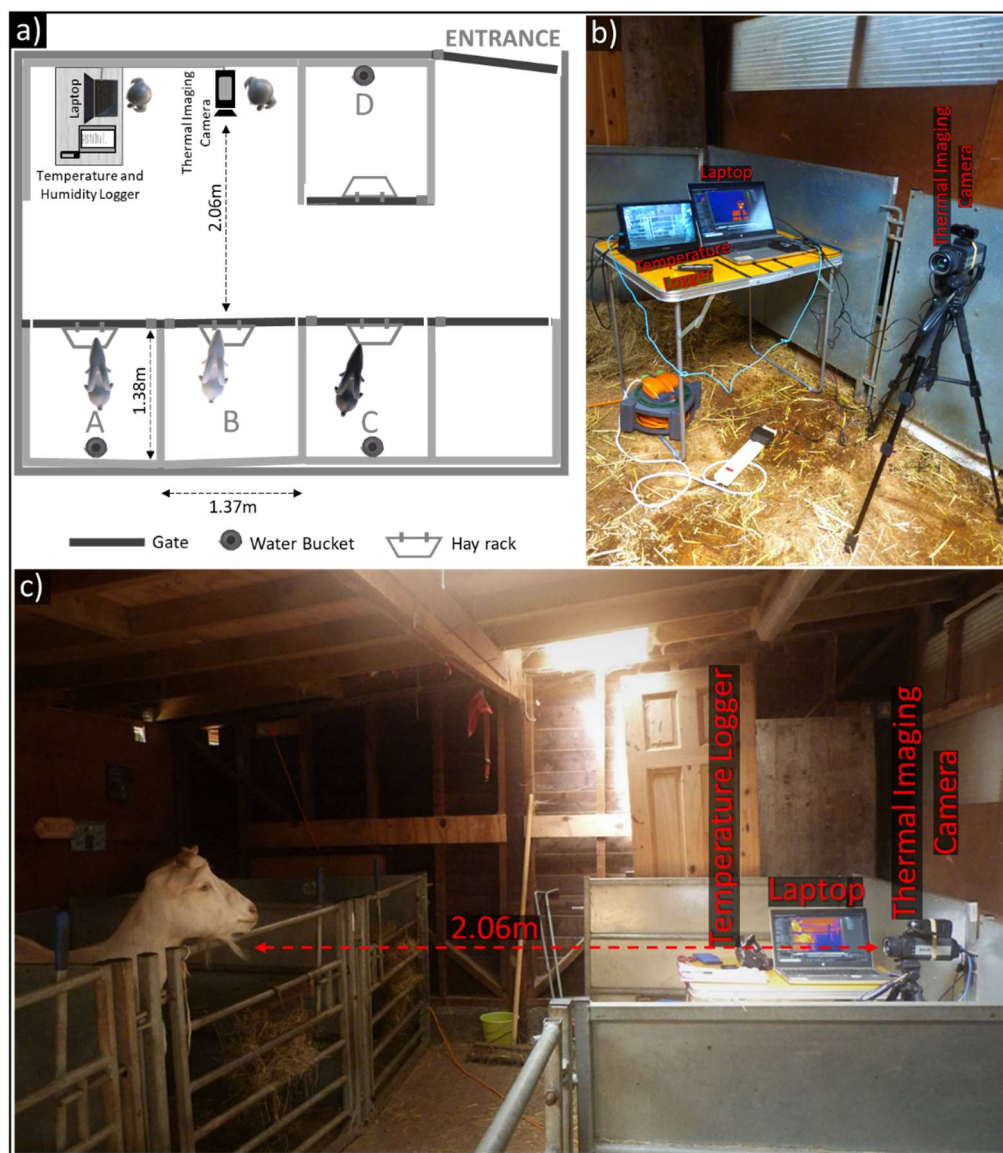 a)
ENTRANCE
Laptop
Thermal Imaging
Camera
D
Temperature and
Humidity Logger
2.06m
1.38m
A
B
C
1.37m
Gate
Water Bucket
Hay rack
b)
Laptop
Temperature
Logger
Thermal Imaging
Camera
c)
2.06m
Temperature Logger
Laptop
Thermal Imaging
Camera